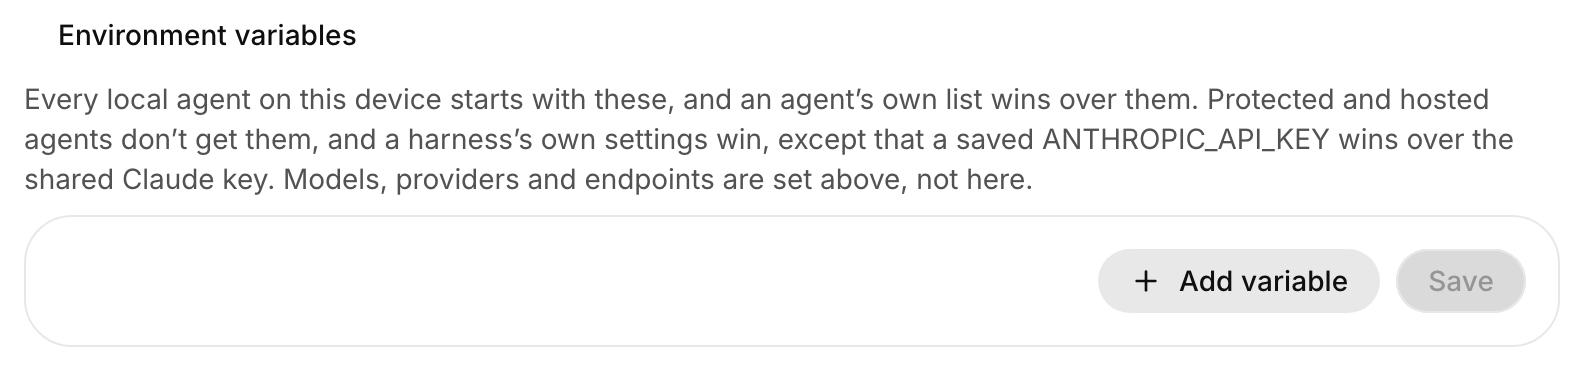 Environment variables
Every local agent on this device starts with these, and an agent’s own list wins over them. Protected and hosted
agents don’t get them, and a harness’s own settings win, except that a saved ANTHROPIC_API_KEY wins over the
shared Claude key. Models, providers and endpoints are set above, not here.
+ Add variable Save